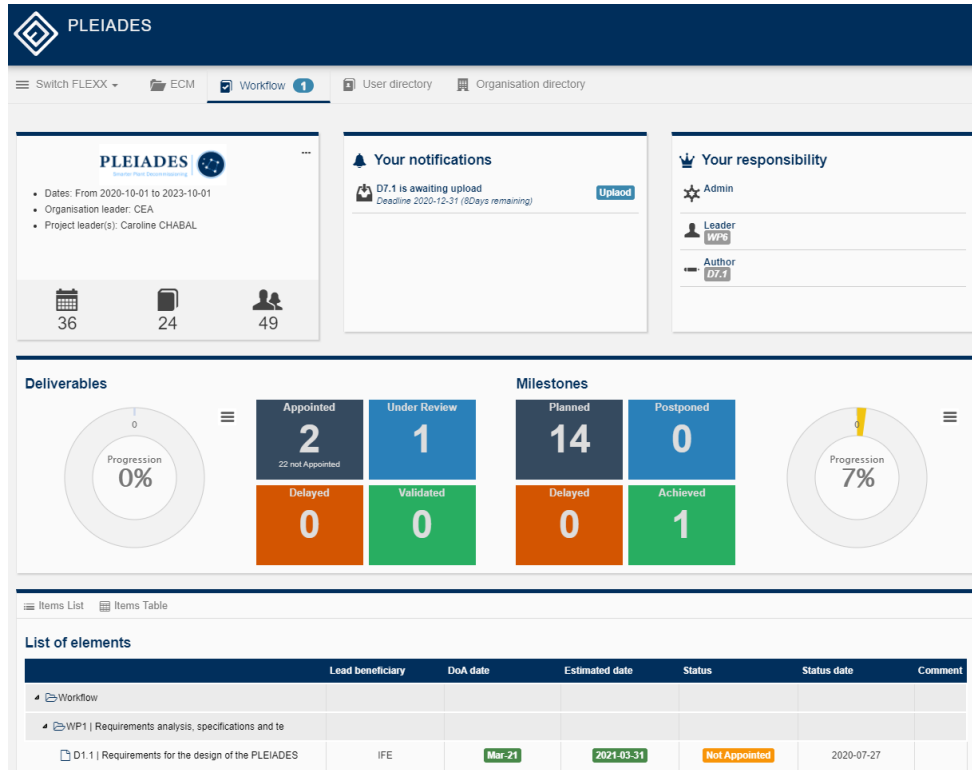 PLEIADES
Switch FLEXX
ECM
Workflow 1
User directory
Organisation directory
PLEIADES
Smarter Plant Decommissioning
...
Dates: From 2020-10-01 to 2023-10-01
Organisation leader: CEA
Project leader(s): Caroline CHABAL
36
24
49
Your notifications
D7.1 is awaiting upload
Uplaod
Deadline 2020-12-31 (8Days remaining)
Your responsibility
Admin
Leader
WP6
Author
D7.1
Deliverables
0
Progression
0%
Appointed
2
22 not Appointed
Under Review
1
Delayed
0
Validated
0
Milestones
Planned
14
Postponed
0
Delayed
0
Achieved
1
0
Progression
7%
Items List
Items Table
List of elements
Lead beneficiary DoA date Estimated date Status Status date Comment
Workflow
WP1 | Requirements analysis, specifications and te
D1.1 | Requirements for the design of the PLEIADES IFE Mar-21 2021-03-31 Not Appointed 2020-07-27